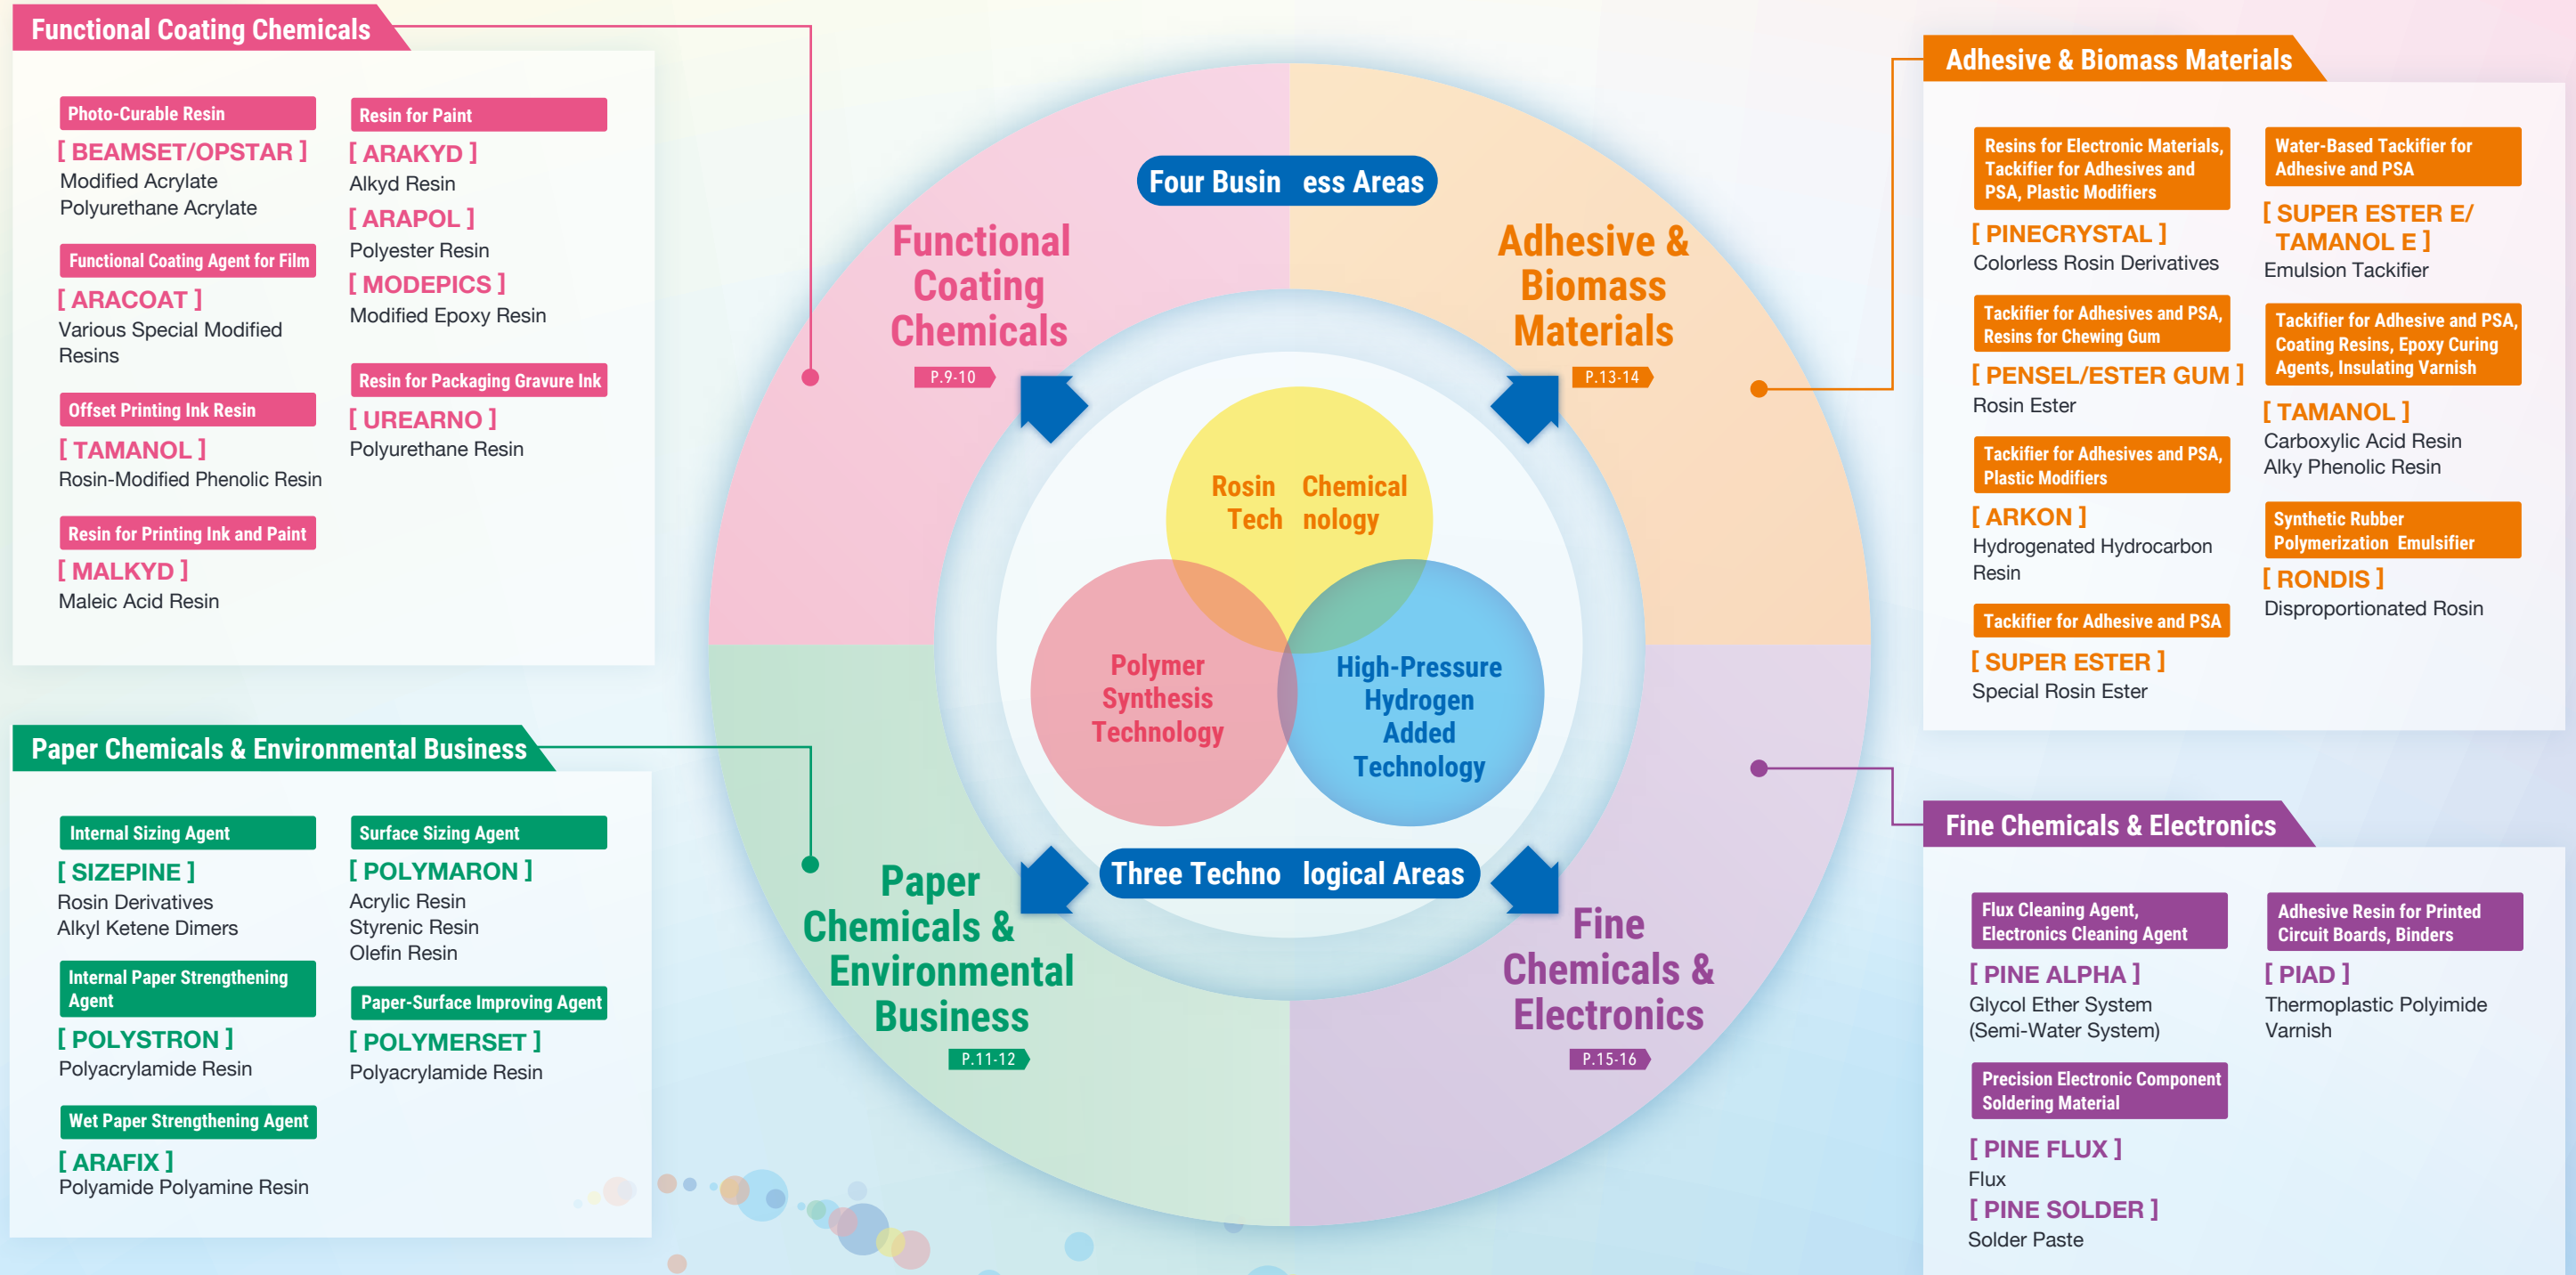 Functional Coating Chemicals
Photo-Curable Resin
[ BEAMSET/OPSTAR ]
Modified Acrylate
Polyurethane Acrylate
Functional Coating Agent for Film
[ ARACOAT ]
Various Special Modified
Resins
Offset Printing Ink Resin
[ TAMANOL ]
Rosin-Modified Phenolic Resin
Resin for Printing Ink and Paint
[ MALKYD ]
Maleic Acid Resin
Resin for Paint
[ ARAKYD ]
Alkyd Resin
[ ARAPOL ]
Polyester Resin
[ MODEPICS ]
Modified Epoxy Resin
Resin for Packaging Gravure Ink
[ UREARNO ]
Polyurethane Resin
Paper Chemicals & Environmental Business
Internal Sizing Agent
[ SIZEPINE ]
Rosin Derivatives
Alkyl Ketene Dimers
Internal Paper Strengthening
Agent
[ POLYSTRON ]
Polyacrylamide Resin
Wet Paper Strengthening Agent
[ ARAFIX ]
Polyamide Polyamine Resin
Surface Sizing Agent
[ POLYMARON ]
Acrylic Resin
Styrenic Resin
Olefin Resin
Paper-Surface Improving Agent
[ POLYMERSET ]
Polyacrylamide Resin
Four Busin ess Areas
Functional
Coating
Chemicals
P.9-10
Adhesive &
Biomass
Materials
P.13-14
Rosin Chemical
Tech nology
Polymer
Synthesis
Technology
High-Pressure
Hydrogen
Added
Technology
Three Techno logical Areas
Paper
Chemicals &
Environmental
Business
P.11-12
Fine
Chemicals &
Electronics
P.15-16
Adhesive & Biomass Materials
Resins for Electronic Materials,
Tackifier for Adhesives and
PSA, Plastic Modifiers
[ PINECRYSTAL ]
Colorless Rosin Derivatives
Tackifier for Adhesives and PSA,
Resins for Chewing Gum
[ PENSEL/ESTER GUM ]
Rosin Ester
Tackifier for Adhesives and PSA,
Plastic Modifiers
[ ARKON ]
Hydrogenated Hydrocarbon
Resin
Tackifier for Adhesive and PSA
[ SUPER ESTER ]
Special Rosin Ester
Water-Based Tackifier for
Adhesive and PSA
[ SUPER ESTER E/
TAMANOL E ]
Emulsion Tackifier
Tackifier for Adhesive and PSA,
Coating Resins, Epoxy Curing
Agents, Insulating Varnish
[ TAMANOL ]
Carboxylic Acid Resin
Alky Phenolic Resin
Synthetic Rubber
Polymerization Emulsifier
[ RONDIS ]
Disproportionated Rosin
Fine Chemicals & Electronics
Flux Cleaning Agent,
Electronics Cleaning Agent
[ PINE ALPHA ]
Glycol Ether System
(Semi-Water System)
Precision Electronic Component
Soldering Material
[ PINE FLUX ]
Flux
[ PINE SOLDER ]
Solder Paste
Adhesive Resin for Printed
Circuit Boards, Binders
[ PIAD ]
Thermoplastic Polyimide
Varnish